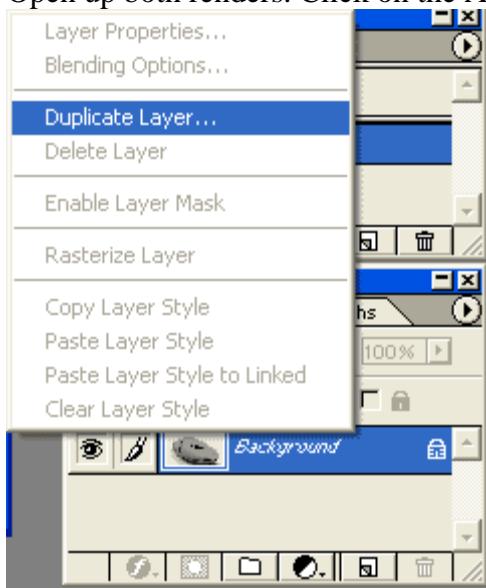 Open up both renders. Click on the
Layer Properties...
Blending Options...
Duplicate Layer...
Delete Layer
Enable Layer Mask
Rasterize Layer
Copy Layer Style
Paste Layer Style
Paste Layer Style to Linked
Clear Layer Style
hs
100%
Background